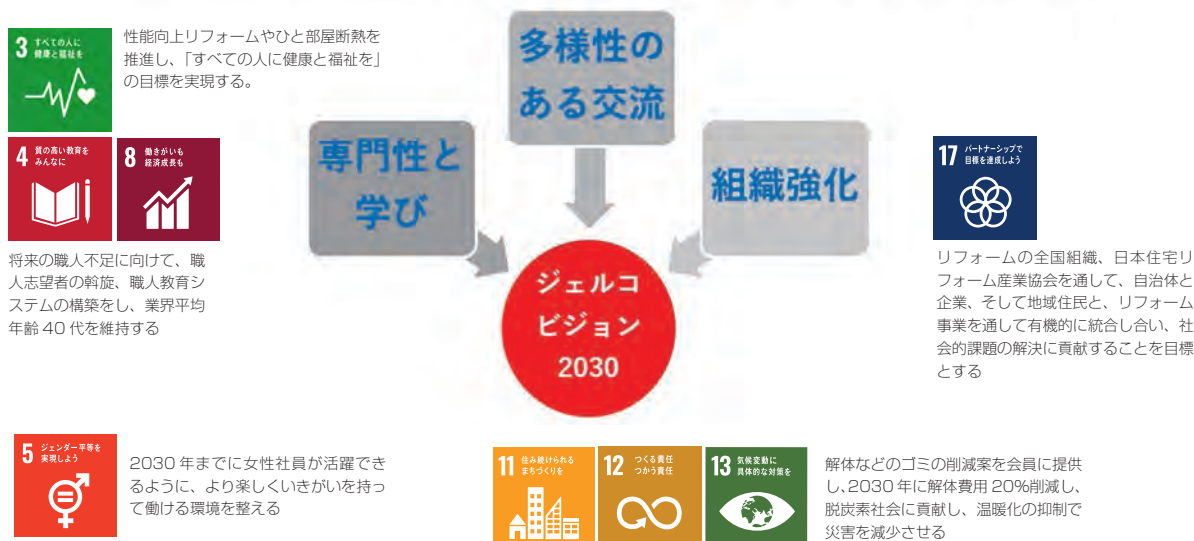 3 すべての人に
健康と福祉を
性能向上リフォームやひと部屋断熱を
推進し、「すべての人に健康と福祉を」
の目標を実現する。
多様性の
ある交流
専門性と
学び
組織強化
4 質の高い教育を
みんなに
8 働きがいも
経済成長も
将来の職人不足に向けて、職
人志望者の斡旋、職人教育シ
ステムの構築をし、業界平均
年齢 40 代を維持する
17 パートナーシップで
目標を達成しよう
リフォームの全国組織、日本住宅リ
フォーム産業協会を通して、自治体と
企業、そして地域住民と、リフォーム
事業を通して有機的に統合し合い、社
会的課題の解決に貢献することを目標
とする
ジェルコ
ビジョン
2030
5 ジェンダー平等を
実現しよう
2030 年までに女性社員が活躍でき
るように、より楽しくいきがいを持っ
て働ける環境を整える
11 住み続けられる
まちづくりを
12 つくる責任
つかう責任
13 気候変動に
具体的な対策を
解体などのゴミの削減案を会員に提供
し、2030 年に解体費用 20%削減し、
脱炭素社会に貢献し、温暖化の抑制で
災害を減少させる